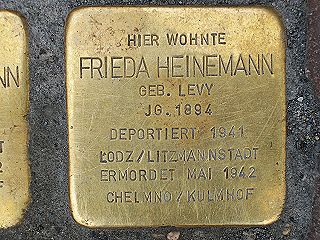 HIER WOHNTE
FRIEDA HEINEMANN
GEB. LEVY
JG. 1894
DEPORTIERT 1941
ŁODZ/LITZMANNSTADT
ERMORDET MAI 1942
CHELMNO/KULMHOF